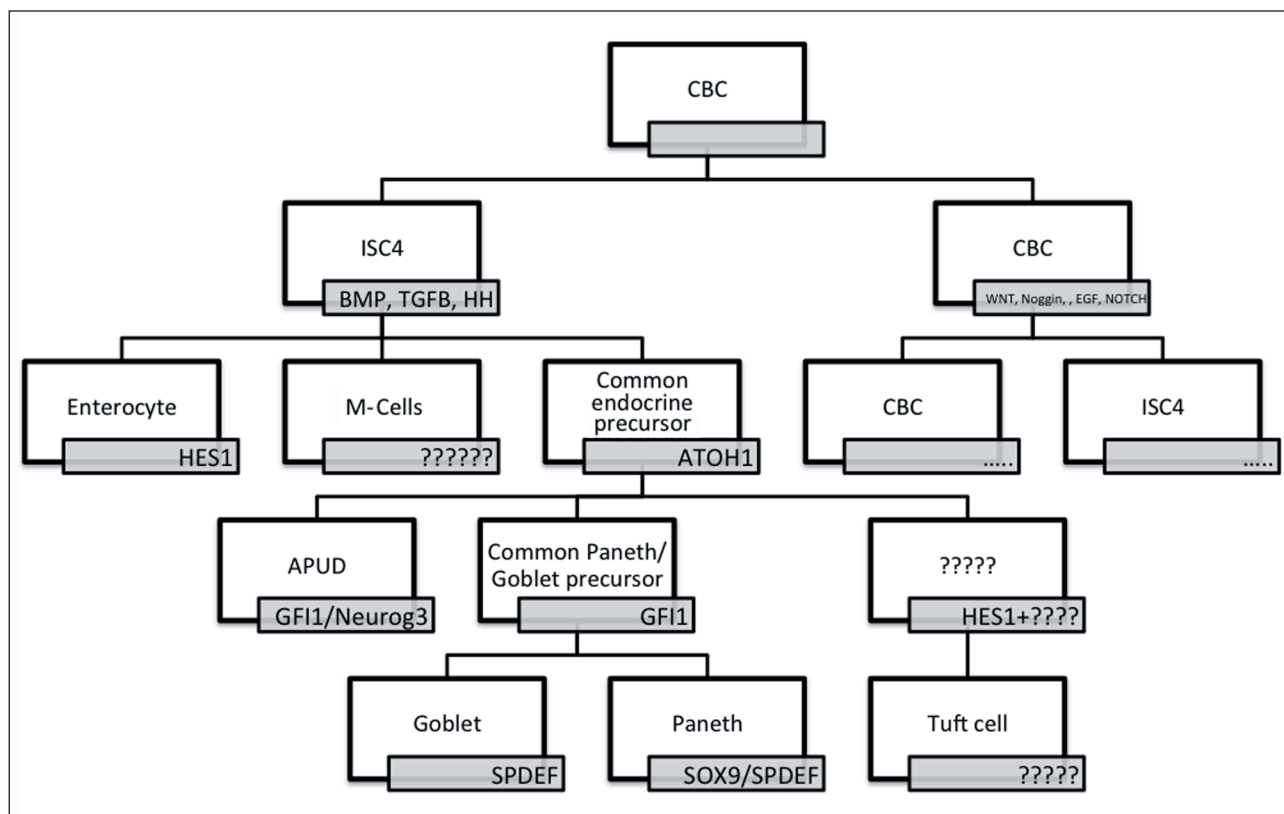 CBC
ISC4
BMP, TGFB, HH
CBC
WNT, Noggin, , EGF, NOTCH
Enterocyte
HES1
M-Cells
??????
Common
endocrine
precursor
ATOH1
CBC
.....
ISC4
.....
APUD
GFI1/Neurog3
Common Paneth/
Goblet precursor
GFI1
?????
HES1+????
Goblet
SPDEF
Paneth
SOX9/SPDEF
Tuft cell
?????